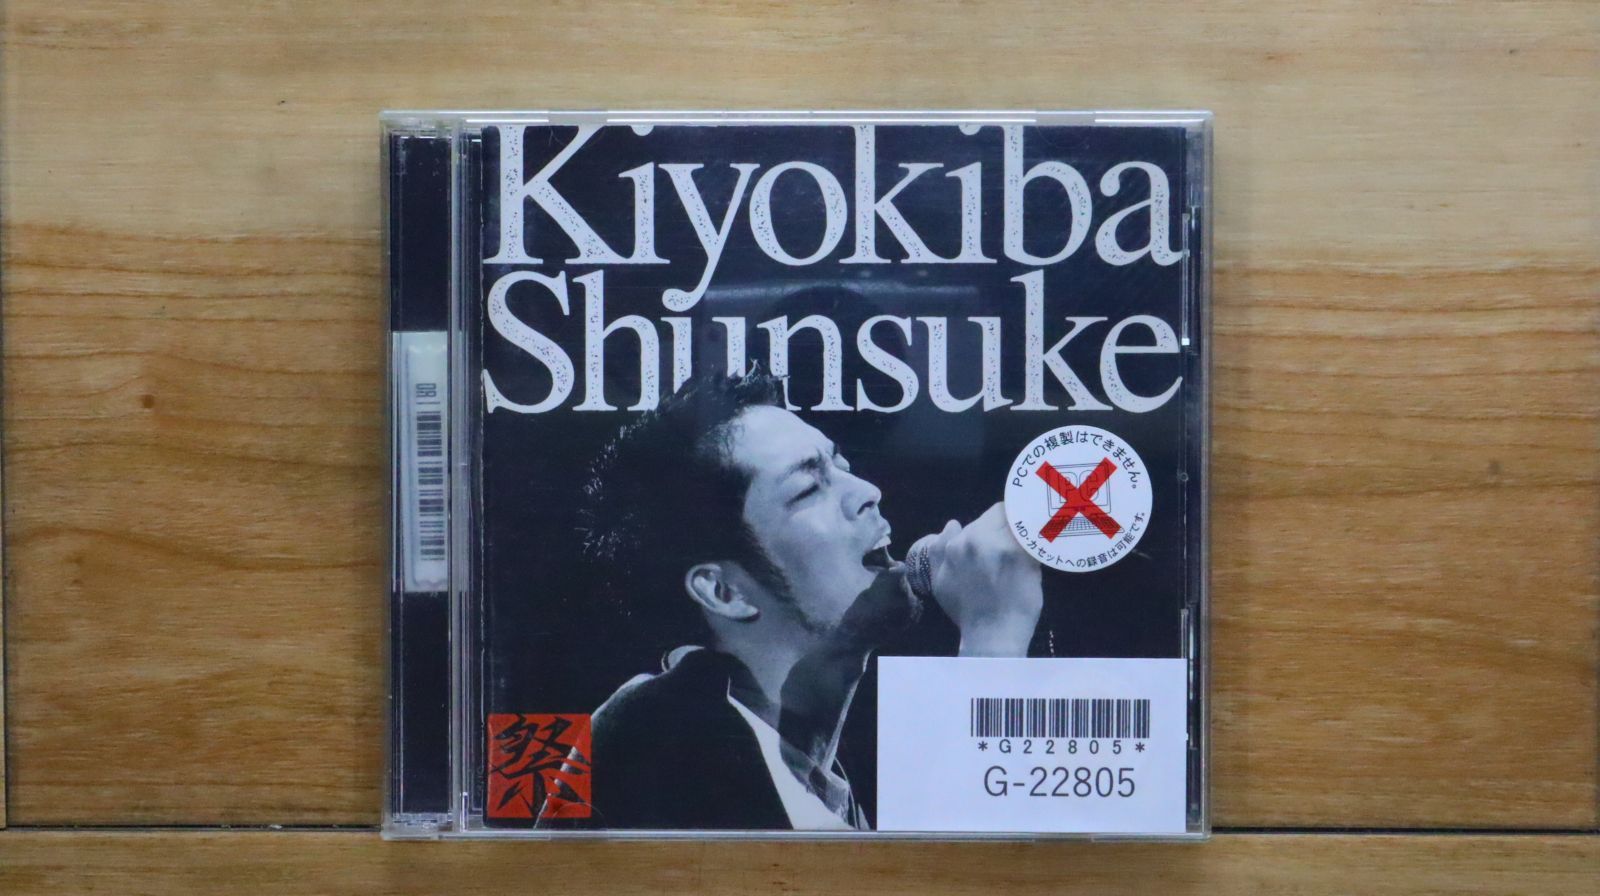 Kiyokiba
Shunsuke
PCでの複製はできません。
PC
MD・カセットへの録音は可能です。
祭
*G22805*
G-22805